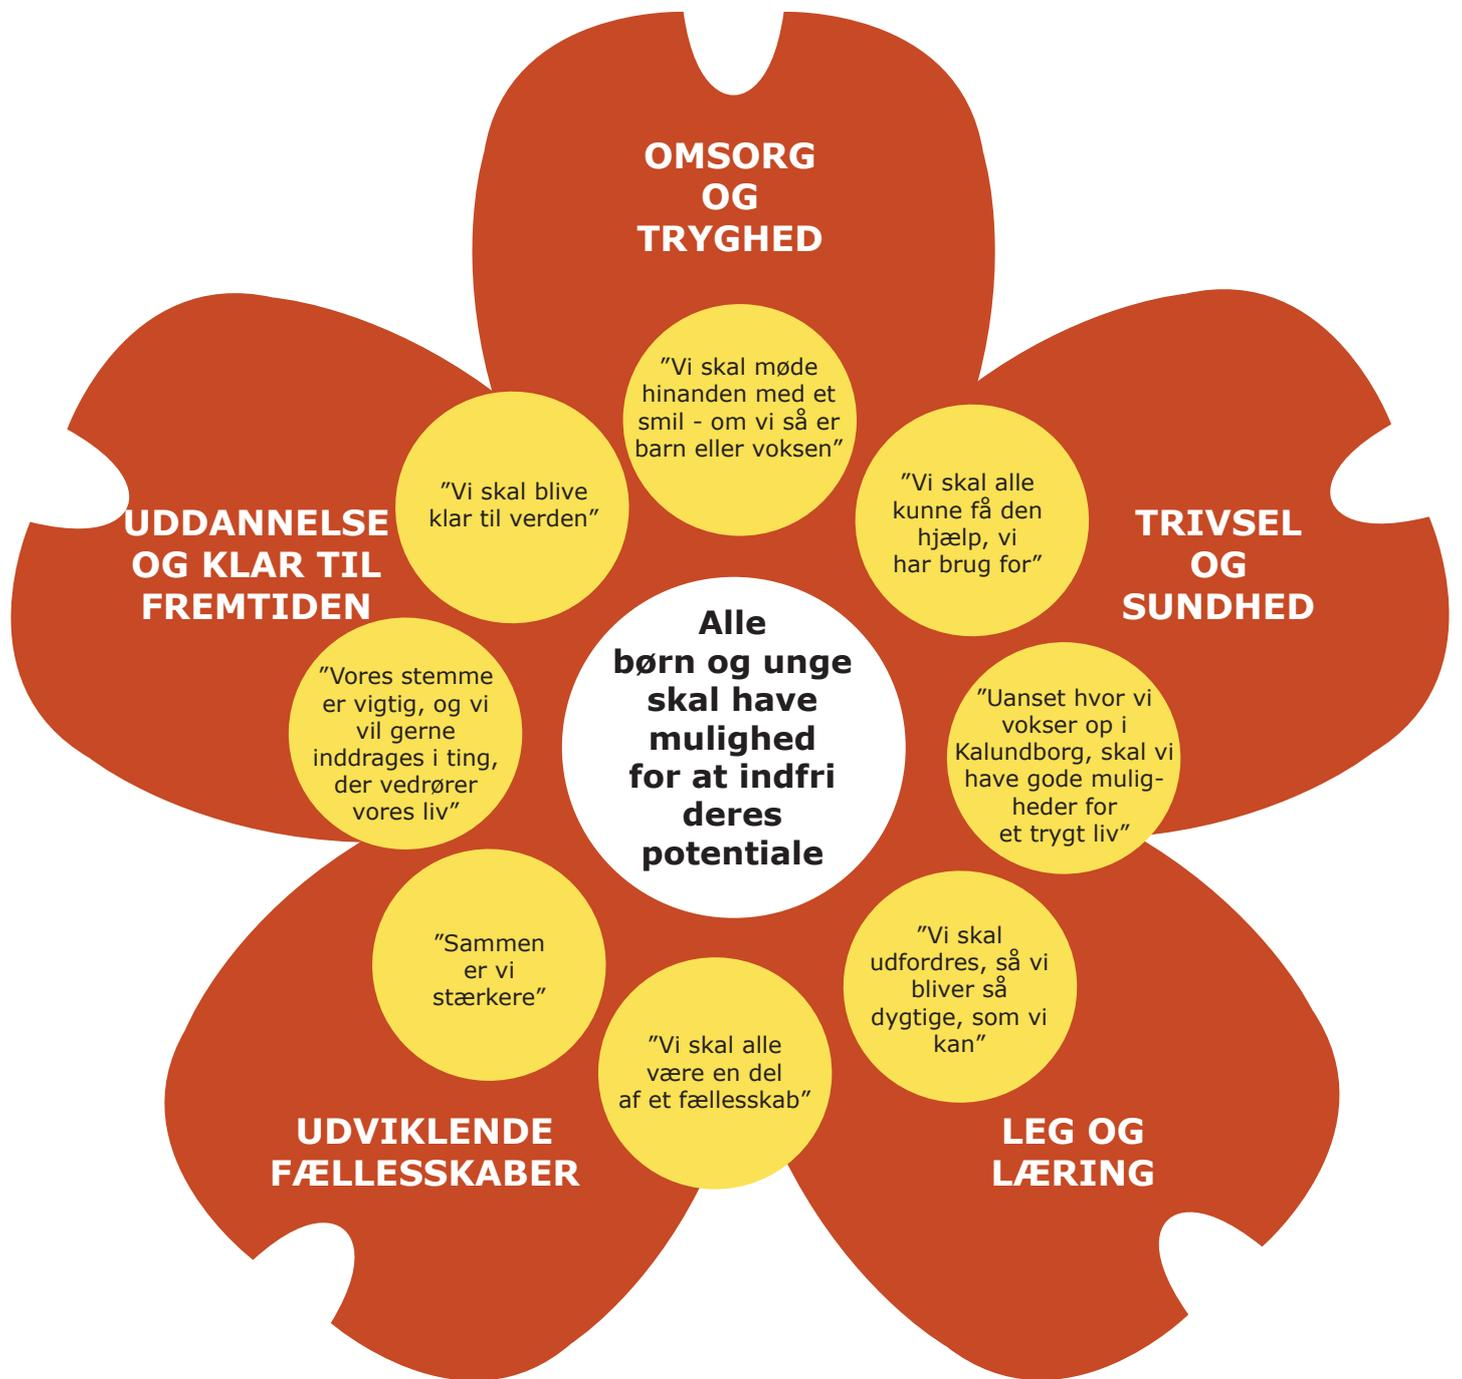 OMSORG
OG
TRYGHED
”Vi skal møde
hinanden med et
smil - om vi så er
barn eller voksen”
”Vi skal alle
kunne få den
hjælp, vi
har brug for”
TRIVSEL
OG
SUNDHED
”Uanset hvor vi
vokser op i
Kalundborg, skal vi
have gode mulig-
heder for
et trygt liv”
”Vi skal
udfordres, så vi
bliver så
dygtige, som vi
kan”
LEG OG
LÆRING
”Vi skal alle
være en del
af et fællesskab”
UDVIKLENDE
FÆLLESSKABER
”Sammen
er vi
stærkere”
”Vores stemme
er vigtig, og vi
vil gerne
inddrages i ting,
der vedrører
vores liv”
UDDANNELSE
OG KLAR TIL
FREMTIDEN
”Vi skal blive
klar til verden”
Alle
børn og unge
skal have
mulighed
for at indfri
deres
potentiale